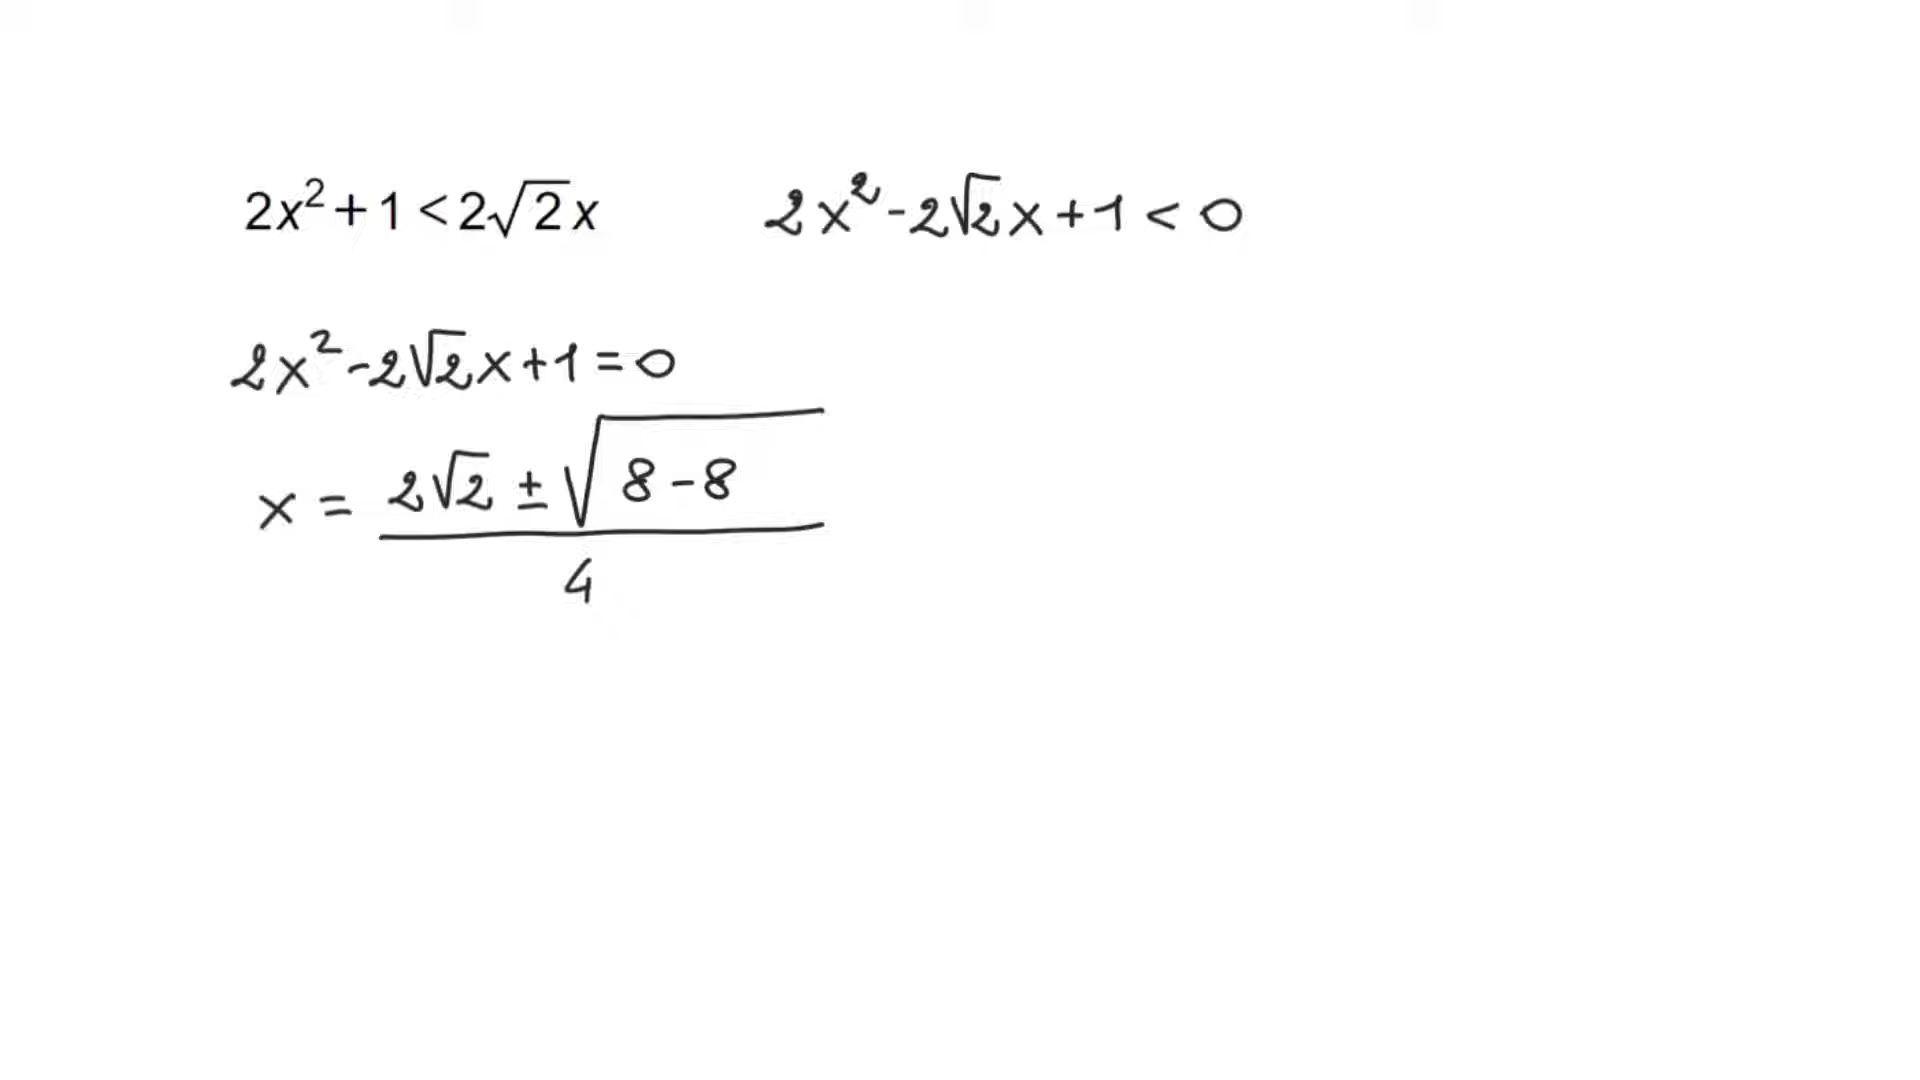 2x² + 1 < 2√2x    2x² - 2√2x + 1 < 0
2x² - 2√2x + 1 = 0
x = (2√2 ± √(8 - 8)) / 4